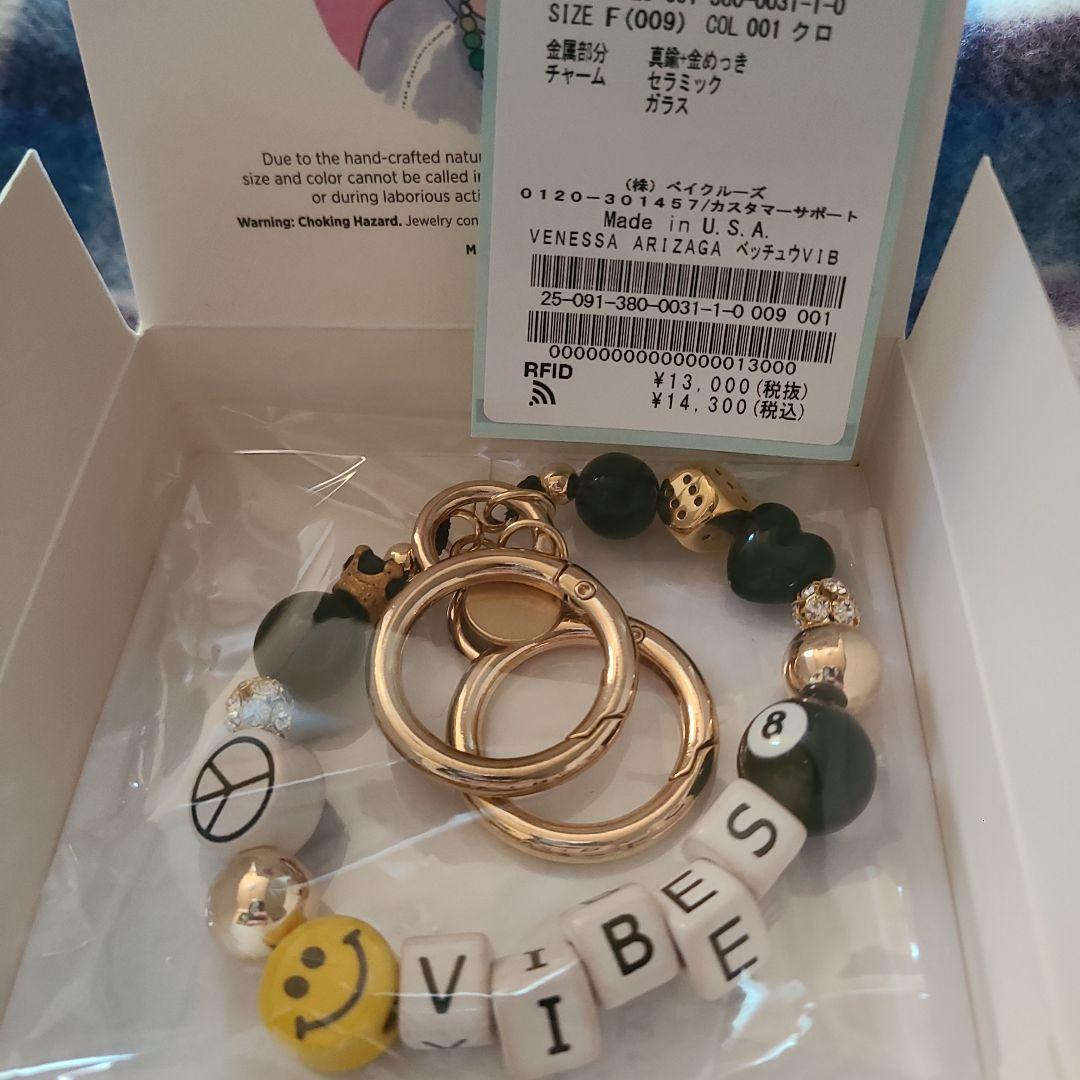 SIZE F(009) COL 001 クロ
金属部分 真鍮+金めっき
チャーム セラミック
ガラス
(株) ベイクルーズ
0120-301457/カスタマーサポート
Made in U.S.A.
VENESSA ARIZAGA ベッチュウVIB
25-091-380-0031-1-0 009 001
00000000000000013000
RFID
¥13,000(税抜)
¥14,300(税込)
Due to the hand-crafted natu
size and color cannot be called i
or during laborious acti
Warning: Choking Hazard. Jewelry con
8
VIBES